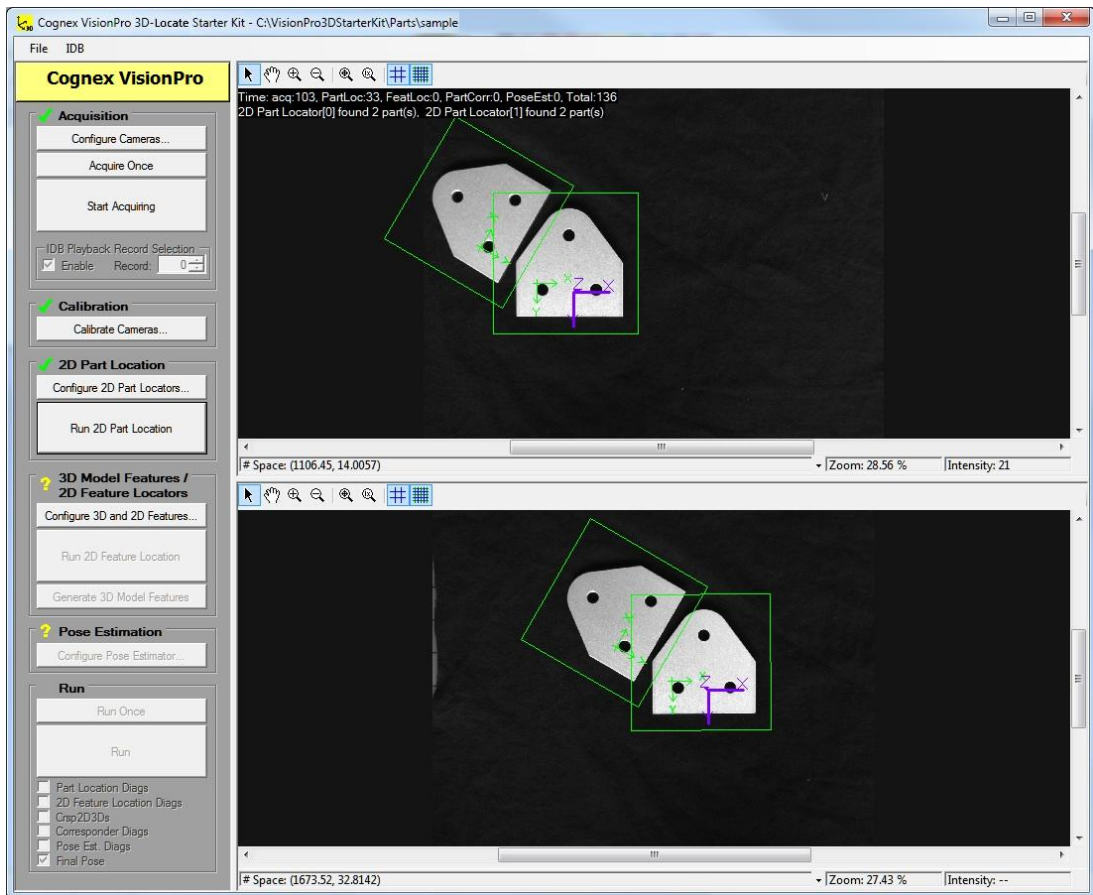 Cognex VisionPro 3D-Locate Starter Kit - C:\VisionPro3DStarterKit\Parts\sample
File IDB
Cognex VisionPro
Acquisition
Configure Cameras...
Acquire Once
Start Acquiring
IDB Playback Record Selection
Enable Record: 0
Calibration
Calibrate Cameras...
2D Part Location
Configure 2D Part Locators...
Run 2D Part Location
? 3D Model Features /
2D Feature Locators
Configure 3D and 2D Features...
Run 2D Feature Location
Generate 3D Model Features
? Pose Estimation
Configure Pose Estimator...
Run
Run Once
Run
Part Location Diags
2D Feature Location Diags
Crsp2D3Ds
Corresponder Diags
Pose Est. Diags
Final Pose
Time: acq:103, PartLoc:33, FeatLoc:0, PartCorr:0, PoseEst:0, Total:136
2D Part Locator[0] found 2 part(s), 2D Part Locator[1] found 2 part(s)
X Z X
Y
# Space: (1106.45, 14.0057) Zoom: 28.56 % Intensity: 21
X Z X
Y
# Space: (1673.52, 32.8142) Zoom: 27.43 % Intensity: --